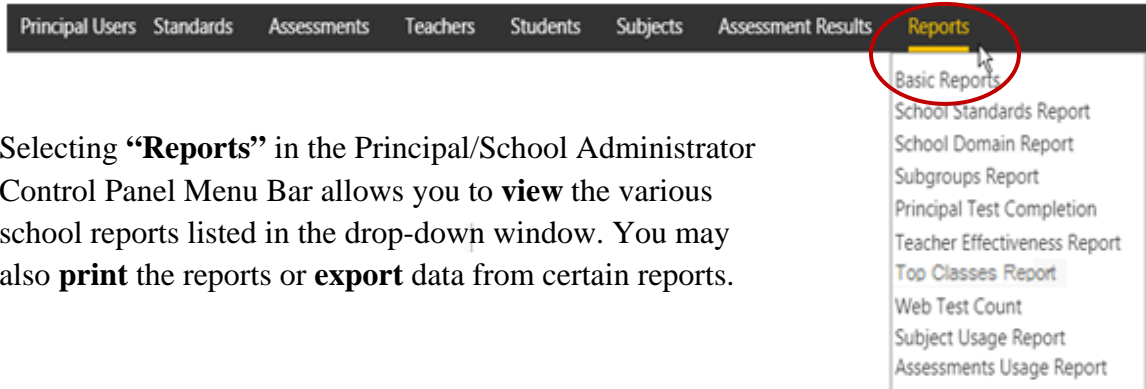 Principal Users Standards Assessments Teachers Students Subjects Assessment Results Reports
Basic Reports
School Standards Report
School Domain Report
Subgroups Report
Principal Test Completion
Teacher Effectiveness Report
Top Classes Report
Web Test Count
Subject Usage Report
Assessments Usage Report
Selecting “Reports” in the Principal/School Administrator
Control Panel Menu Bar allows you to view the various
school reports listed in the drop-down window. You may
also print the reports or export data from certain reports.